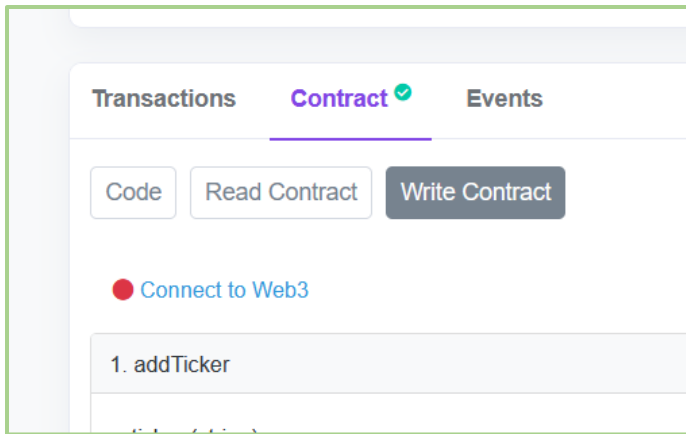 Transactions Contract Events
Code Read Contract Write Contract
Connect to Web3
1. addTicker